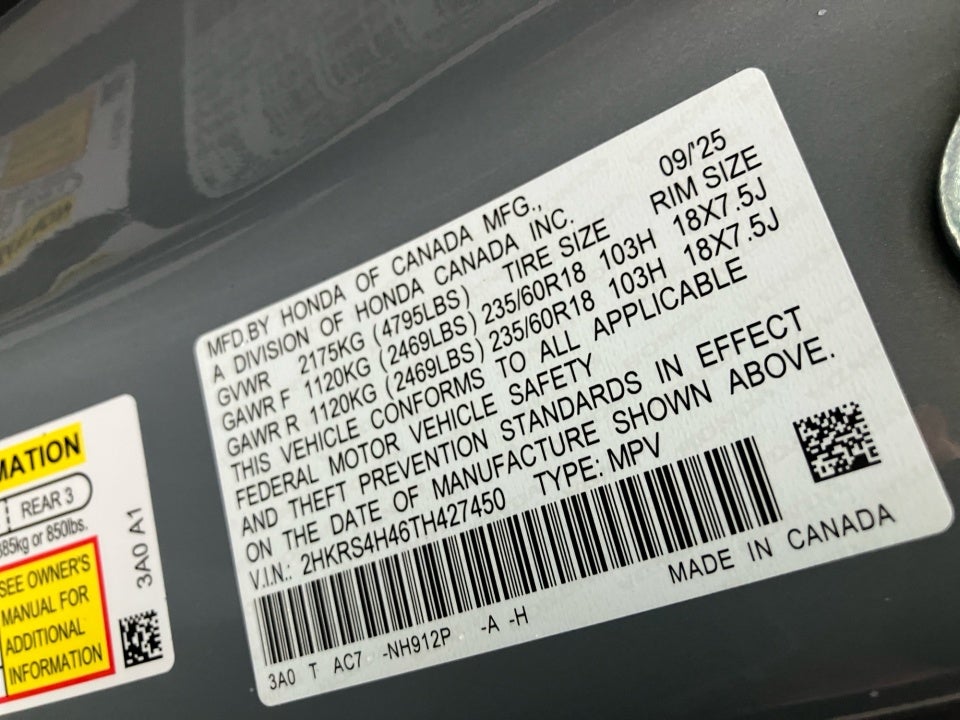 MFD.BY HONDA OF CANADA MFG., 09/'25
A DIVISION OF HONDA CANADA INC.
TIRE SIZE RIM SIZE
GVWR 2175KG (4795LBS)
GAWR F 1120KG (2469LBS) 235/60R18 103H 18X7.5J
GAWR R 1120KG (2469LBS) 235/60R18 103H 18X7.5J
THIS VEHICLE CONFORMS TO ALL APPLICABLE
FEDERAL MOTOR VEHICLE SAFETY
AND THEFT PREVENTION STANDARDS IN EFFECT
ON THE DATE OF MANUFACTURE SHOWN ABOVE.
V.I.N.: 2HKRS4H46TH427450 TYPE: MPV
3A0 T AC7 -NH912P -A -H
MADE IN CANADA
MATION
REAR 3
385kg or 850lbs.
SEE OWNER'S
MANUAL FOR
ADDITIONAL
INFORMATION
3A0 A1